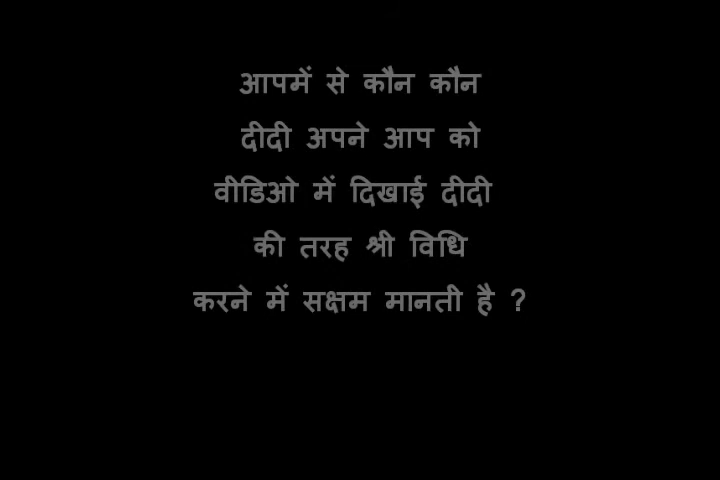 आपमें से कौन कौन
दीदी अपने आप को
वीडिओ में दिखाई दीदी
की तरह श्री विधि
करने में सक्षम मानती है ?